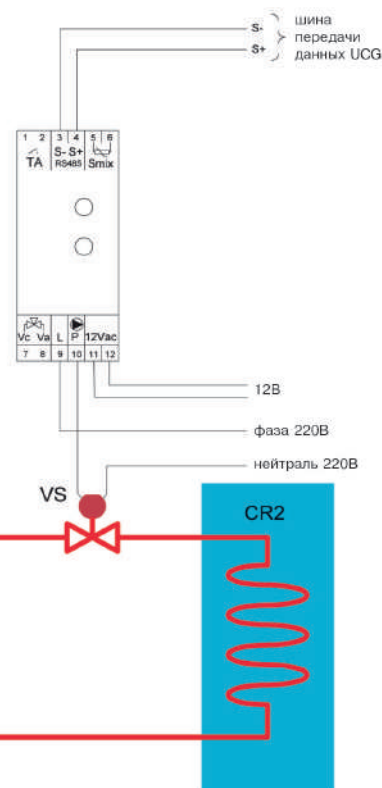 S- шина
передачи
S+ данных UCG
1 2 3 4 5 6
S- S+
TA RS485 Smix
Vc Va L P 12Vac
7 8 9 10 11 12
12В
фаза 220В
нейтраль 220В
VS
CR2